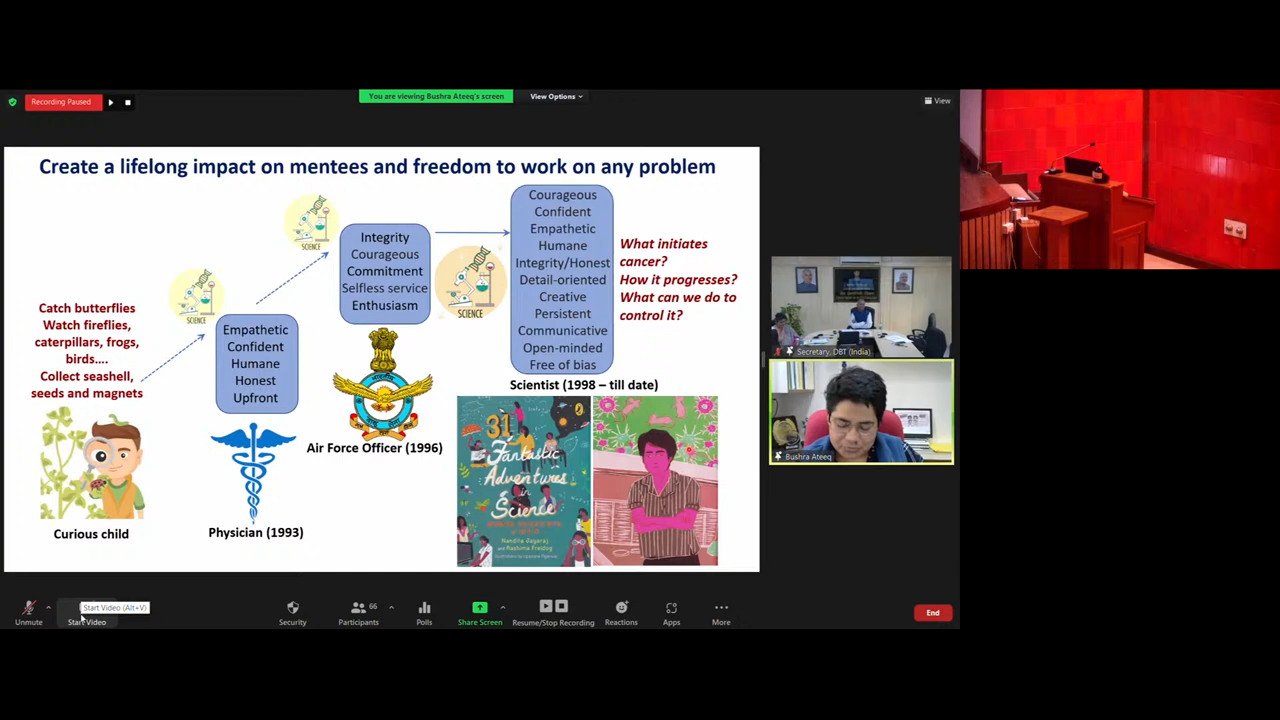 Recording Paused
You are viewing Bushra Ateeq's screen
View Options
View
Create a lifelong impact on mentees and freedom to work on any problem
Catch butterflies
Watch fireflies,
caterpillars, frogs,
birds....
Collect seashell,
seeds and magnets
Curious child
SCIENCE
Empathetic
Confident
Humane
Honest
Upfront
Physician (1993)
SCIENCE
Integrity
Courageous
Commitment
Selfless service
Enthusiasm
Air Force Officer (1996)
SCIENCE
Courageous
Confident
Empathetic
Humane
Integrity/Honest
Detail-oriented
Creative
Persistent
Communicative
Open-minded
Free of bias
Scientist (1998 – till date)
What initiates
cancer?
How it progresses?
What can we do to
control it?
31
Fantastic
Adventures
in
Science
Nandita Jayaraj
and Aashima Freidog
Secretary, DBT (India)
Bushra Ateeq
Unmute
Start Video (Alt+V)
Start Video
Security
66
Participants
Polls
Share Screen
Resume/Stop Recording
Reactions
Apps
More
End